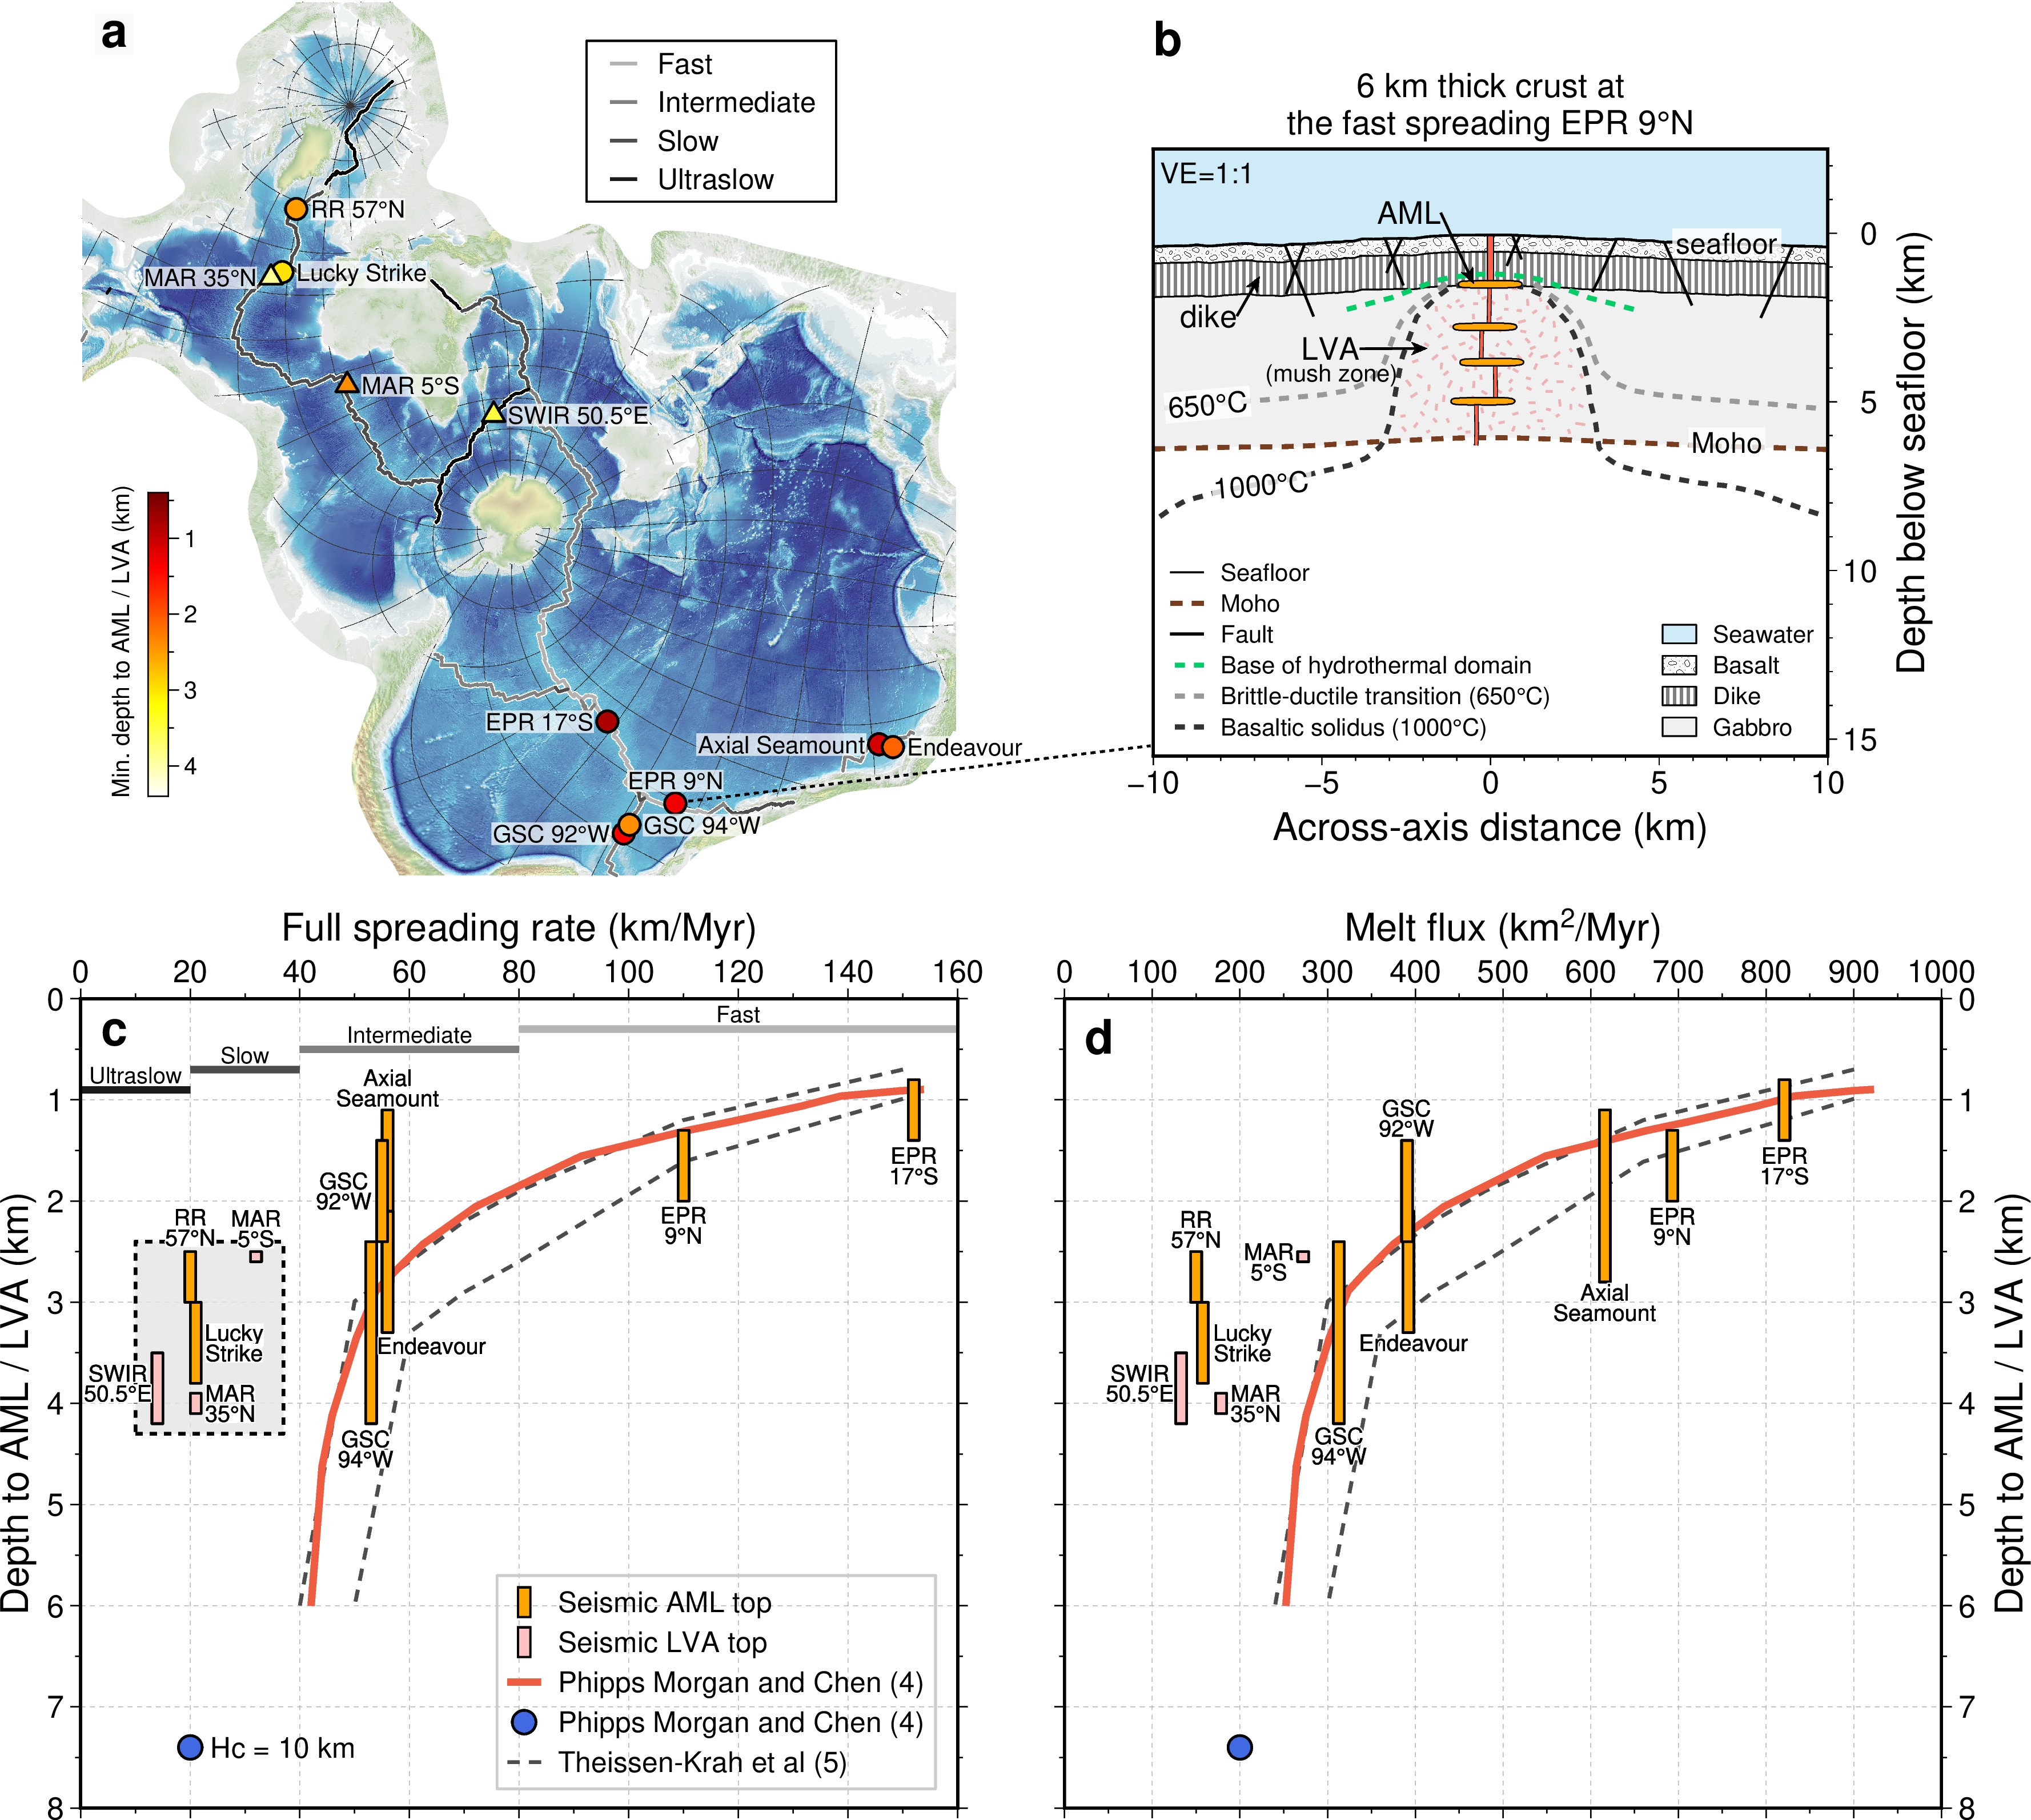 a
Fast
Intermediate
Slow
Ultraslow
RR 57°N
MAR 35°N
Lucky Strike
MAR 5°S
SWIR 50.5°E
EPR 17°S
Axial Seamount
Endeavour
EPR 9°N
GSC 92°W
GSC 94°W
Min. depth to AML / LVA (km)
1
2
3
4
b
6 km thick crust at
the fast spreading EPR 9°N
VE=1:1
AML
seafloor
dike
LVA
(mush zone)
650°C
Moho
1000°C
Seafloor
Moho
Fault
Base of hydrothermal domain
Brittle-ductile transition (650°C)
Basaltic solidus (1000°C)
Seawater
Basalt
Dike
Gabbro
0
5
10
15
Depth below seafloor (km)
−10 −5 0 5 10
Across-axis distance (km)
Full spreading rate (km/Myr)
0 20 40 60 80 100 120 140 160
c
Fast
Intermediate
Slow
Ultraslow
Axial
Seamount
GSC
92°W
RR
57°N
MAR
5°S
EPR
17°S
EPR
9°N
Lucky
Strike
Endeavour
SWIR
50.5°E
MAR
35°N
GSC
94°W
Seismic AML top
Seismic LVA top
Phipps Morgan and Chen (4)
Phipps Morgan and Chen (4)
Theissen-Krah et al (5)
Hc = 10 km
0
1
2
3
4
5
6
7
8
Depth to AML / LVA (km)
Melt flux (km²/Myr)
0 100 200 300 400 500 600 700 800 900 1000
d
GSC
92°W
EPR
17°S
RR
57°N
MAR
5°S
EPR
9°N
Axial
Seamount
Lucky
Strike
Endeavour
SWIR
50.5°E
MAR
35°N
GSC
94°W
0
1
2
3
4
5
6
7
8
Depth to AML / LVA (km)